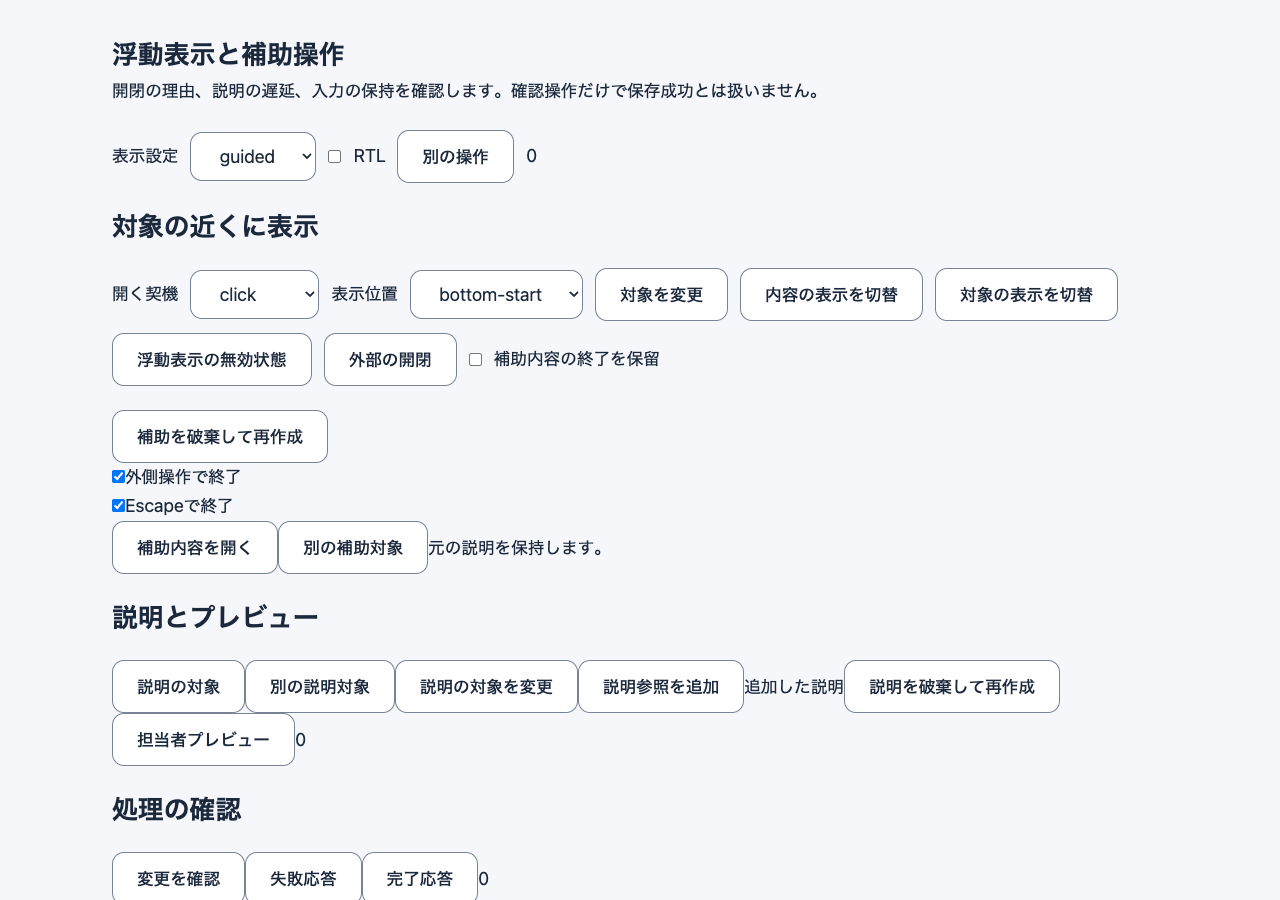 浮動表示と補助操作
開閉の理由、説明の遅延、入力の保持を確認します。確認操作だけで保存成功とは扱いません。
表示設定 guided RTL 別の操作 0
対象の近くに表示
開く契機 click 表示位置 bottom-start 対象を変更 内容の表示を切替 対象の表示を切替
浮動表示の無効状態 外部の開閉 補助内容の終了を保留
補助を破棄して再作成
外側操作で終了
Escapeで終了
補助内容を開く 別の補助対象 元の説明を保持します。
説明とプレビュー
説明の対象 別の説明対象 説明の対象を変更 説明参照を追加 追加した説明 説明を破棄して再作成
担当者プレビュー 0
処理の確認
変更を確認 失敗応答 完了応答 0